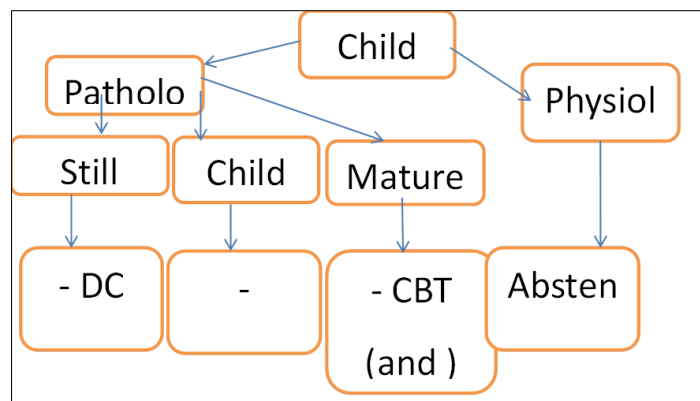 Child
Patholo
Physiol
Still
Child
Mature
- DC
-
- CBT
(and )
Absten